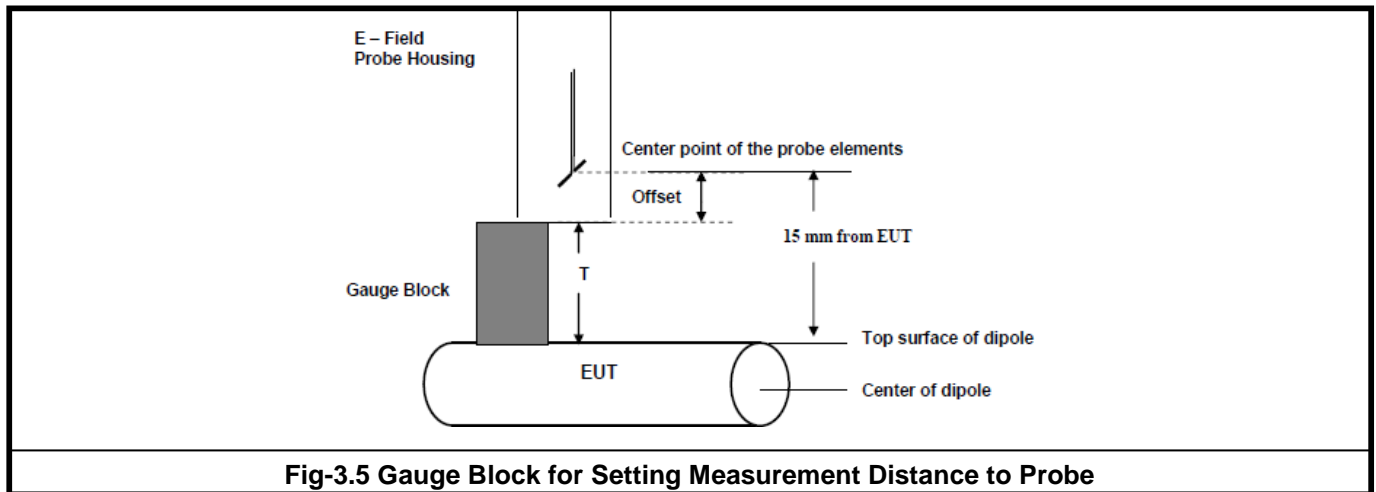 E – Field
Probe Housing
Center point of the probe elements
Offset
15 mm from EUT
T
Gauge Block
Top surface of dipole
EUT
Center of dipole
Fig-3.5 Gauge Block for Setting Measurement Distance to Probe